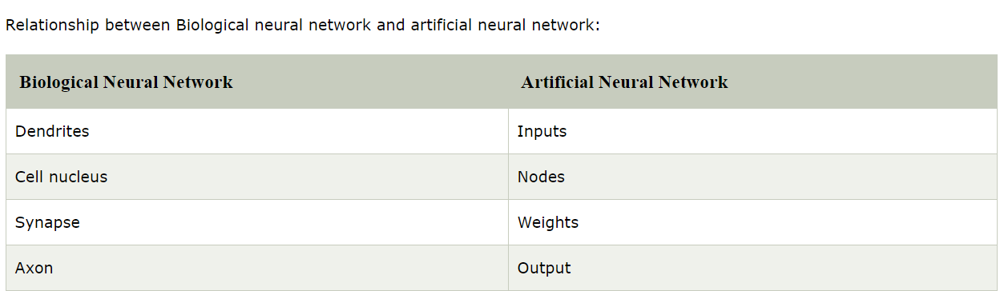 Relationship between Biological neural network and artificial neural network:
Biological Neural Network Artificial Neural Network
Dendrites Inputs
Cell nucleus Nodes
Synapse Weights
Axon Output